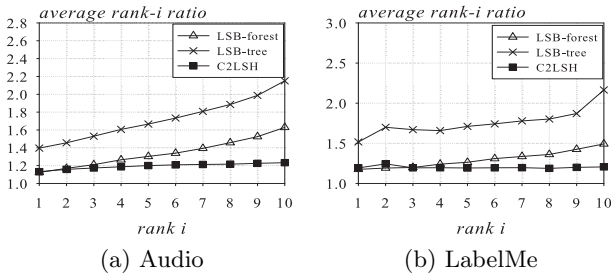 average rank-i ratio
2.8
2.6
2.4
2.2
2.0
1.8
1.6
1.4
1.2
1.0
LSB-forest
LSB-tree
C2LSH
1 2 3 4 5 6 7 8 9 10
rank i
(a) Audio
average rank-i ratio
3.0
2.5
2.0
1.5
1.0
LSB-forest
LSB-tree
C2LSH
1 2 3 4 5 6 7 8 9 10
rank i
(b) LabelMe